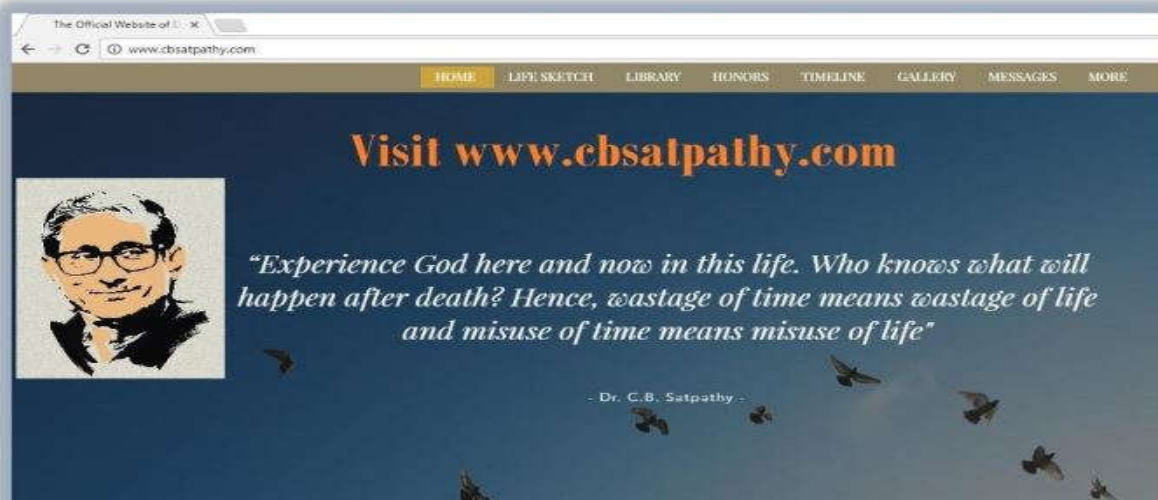 The Official Website of
www.cbsatpathy.com
HOME LIFE SKETCH LIBRARY HONORS TIMELINE GALLERY MESSAGES MORE
Visit www.cbsatpathy.com
“Experience God here and now in this life. Who knows what will
happen after death? Hence, wastage of time means wastage of life
and misuse of time means misuse of life"
- Dr. C.B. Satpathy -